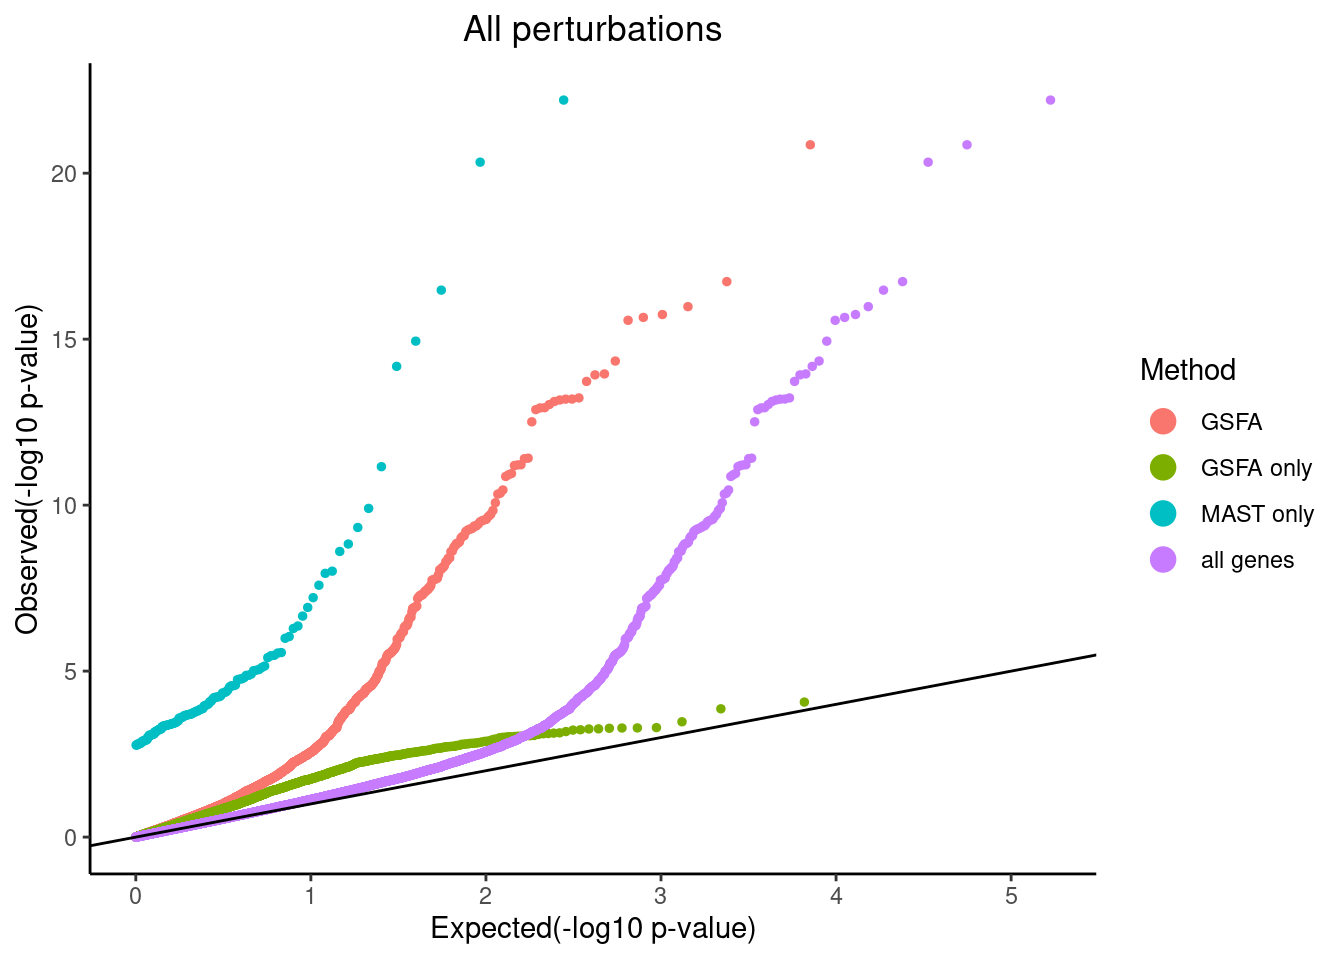 All perturbations
Observed(-log10 p-value)
20
15
10
5
0
0 1 2 3 4 5
Expected(-log10 p-value)
Method
GSFA
GSFA only
MAST only
all genes